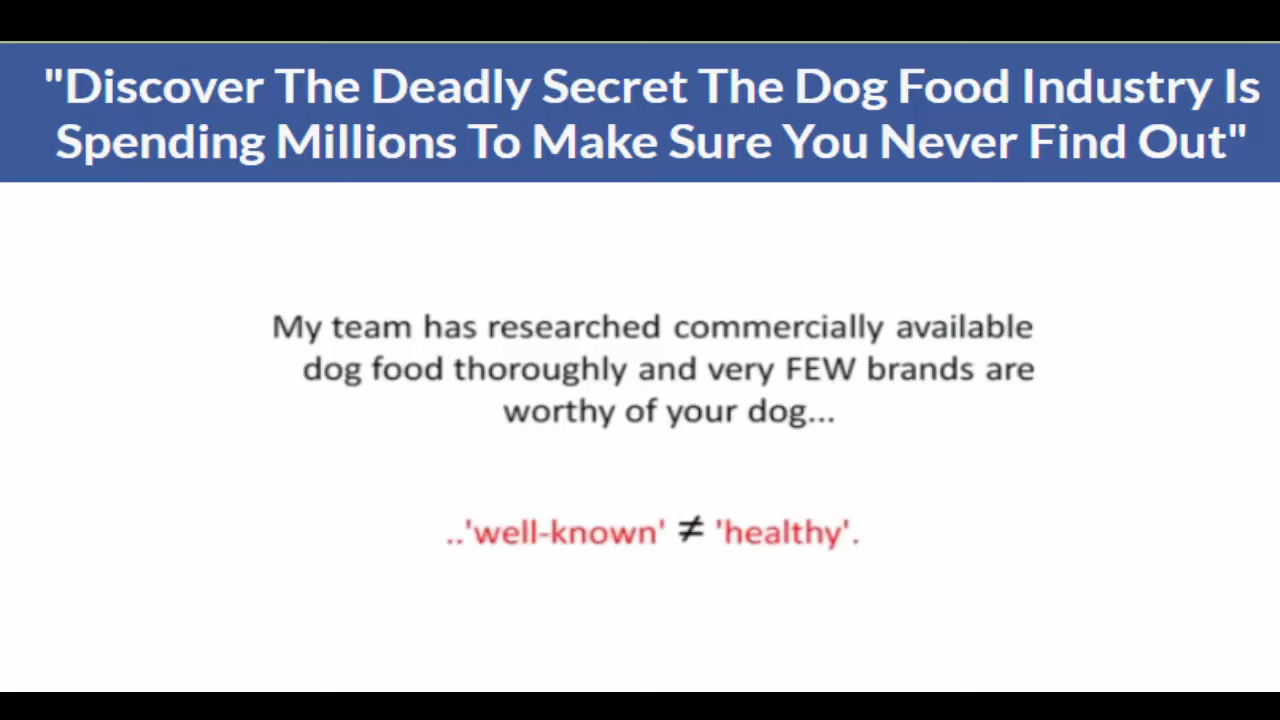 "Discover The Deadly Secret The Dog Food Industry Is
Spending Millions To Make Sure You Never Find Out"
My team has researched commercially available
dog food thoroughly and very FEW brands are
worthy of your dog...
..'well-known' ≠ 'healthy'.